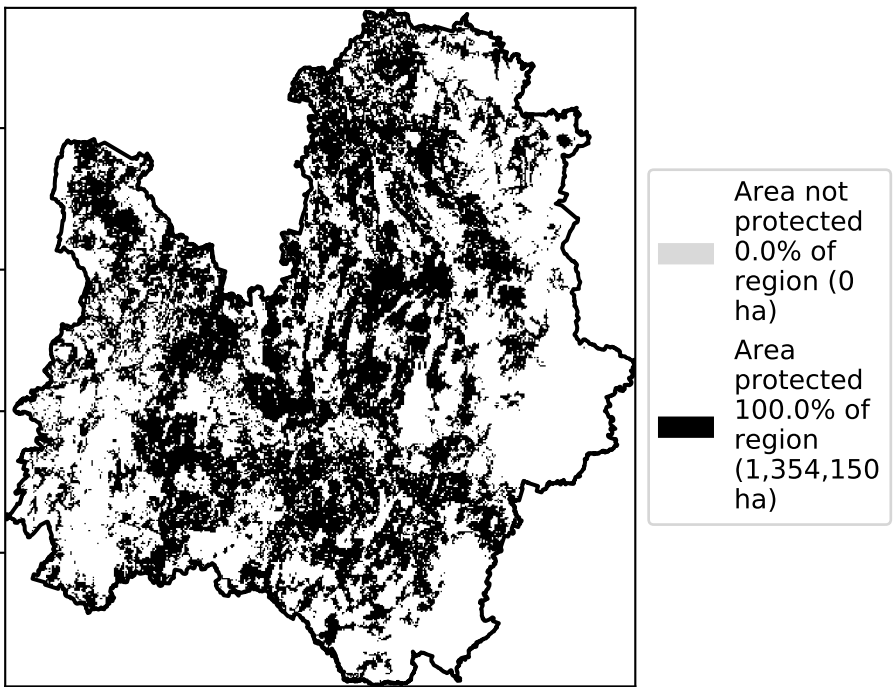 Area not
protected
0.0% of
region (0
ha)
Area
protected
100.0% of
region
(1,354,150
ha)